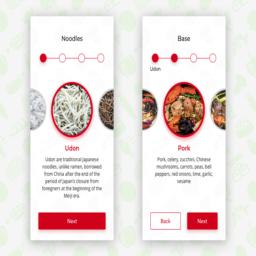 Noodles
Udon
Udon are traditional Japanese
noodles, unlike ramen, borrowed
from China after the end of the
period of Japan's closure from
foreigners at the beginning of the
Meiji era.
Next
Base
Udon
Pork
Pork, celery, zucchini, Chinese
mushrooms, carrots, peas, bell
peppers, red onions, lime, garlic,
sesame
Back
Next